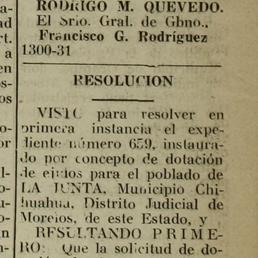 RODRIGO M. QUEVEDO.
El Srio. Gral. de Gbno.,
Francisco G. Rodríguez
1300-31
RESOLUCION
VISTO para resolver en
primera instancia el expe-
diente número 659, instaura-
do por concepto de dotación
de ejidos para el poblado de
LA JUNTA, Municipio Chi-
huahua, Distrito Judicial de
Morelos, de este Estado, y
RESULTANDO PRIME-
RO: Que la solicitud de do-